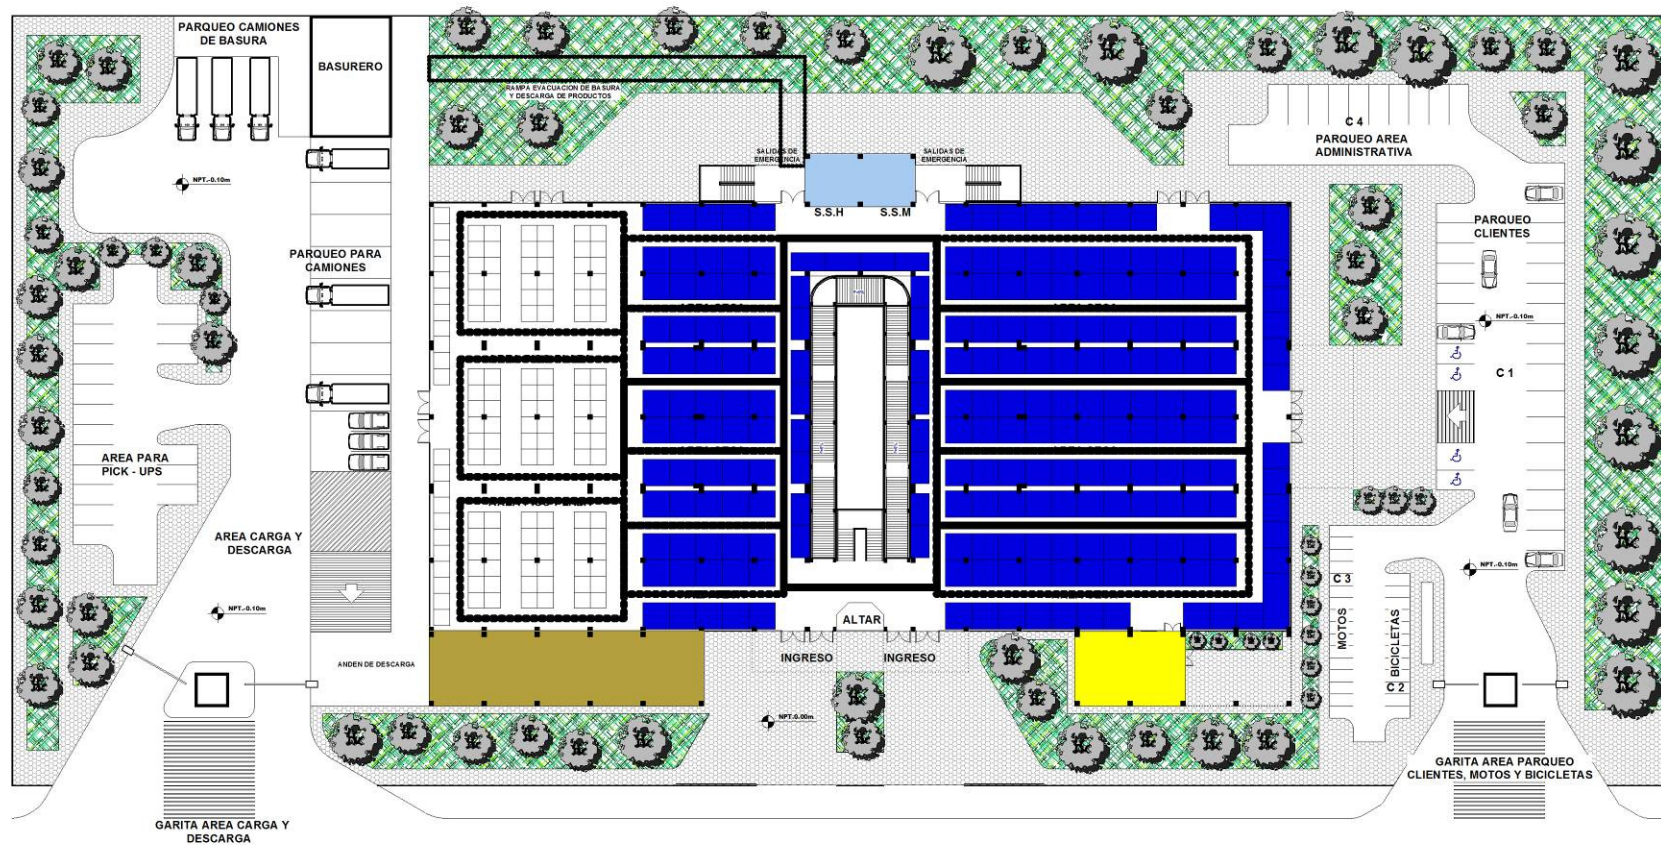 PARQUEO CAMIONES
DE BASURA
BASURERO
RAMPA EVACUACION DE BASURA
Y DESCARGA DE PRODUCTOS
SALIDAS DE
EMERGENCIA
SALIDAS DE
EMERGENCIA
C 4
PARQUEO AREA
ADMINISTRATIVA
NPT.-0.10m
S.S.H
S.S.M
PARQUEO
CLIENTES
PARQUEO PARA
CAMIONES
NPT.-0.10m
C 1
AREA PARA
PICK - UPS
AREA CARGA Y
DESCARGA
NPT.-0.10m
C 3
NPT.-0.10m
ALTAR
MOTOS
BICICLETAS
ANDEN DE DESCARGA
INGRESO
INGRESO
C 2
NPT.0.00m
GARITA AREA PARQUEO
CLIENTES, MOTOS Y BICICLETAS
GARITA AREA CARGA Y
DESCARGA